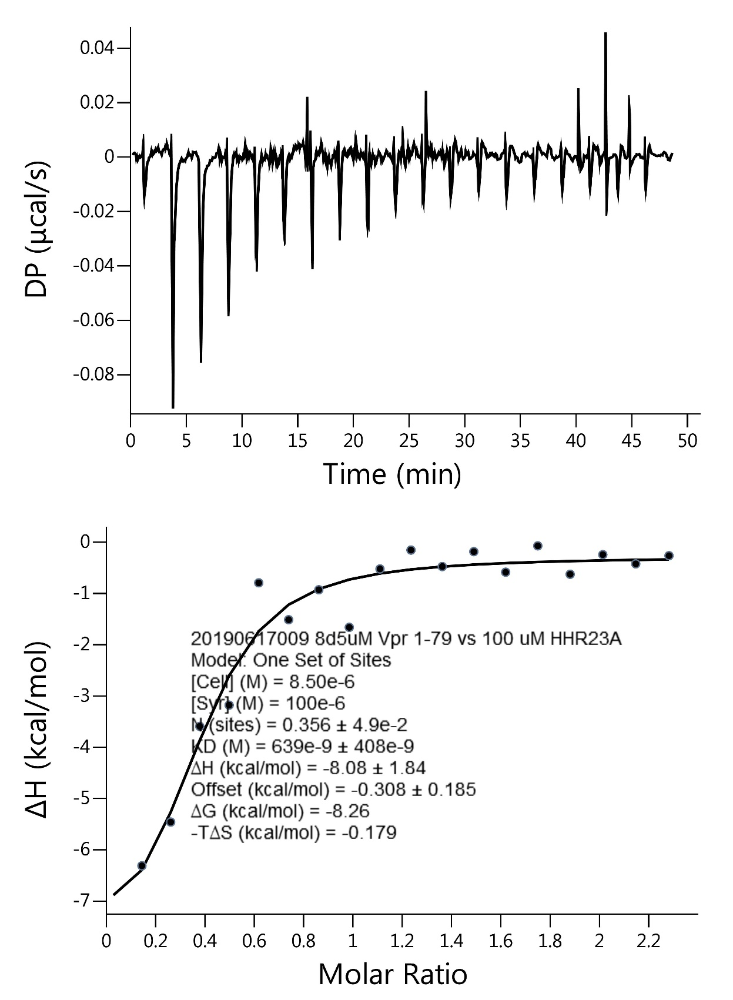 0.04
0.02
0
-0.02
-0.04
-0.06
-0.08
DP (µcal/s)
0 5 10 15 20 25 30 35 40 45 50
Time (min)
0
-1
-2
-3
-4
-5
-6
-7
ΔH (kcal/mol)
20190617009 8d5uM Vpr 1-79 vs 100 uM HHR23A
Model: One Set of Sites
[Cell] (M) = 8.50e-6
[Syr] (M) = 100e-6
N (sites) = 0.356 ± 4.9e-2
KD (M) = 639e-9 ± 408e-9
ΔH (kcal/mol) = -8.08 ± 1.84
Offset (kcal/mol) = -0.308 ± 0.185
ΔG (kcal/mol) = -8.26
-TΔS (kcal/mol) = -0.179
0 0.2 0.4 0.6 0.8 1 1.2 1.4 1.6 1.8 2 2.2
Molar Ratio